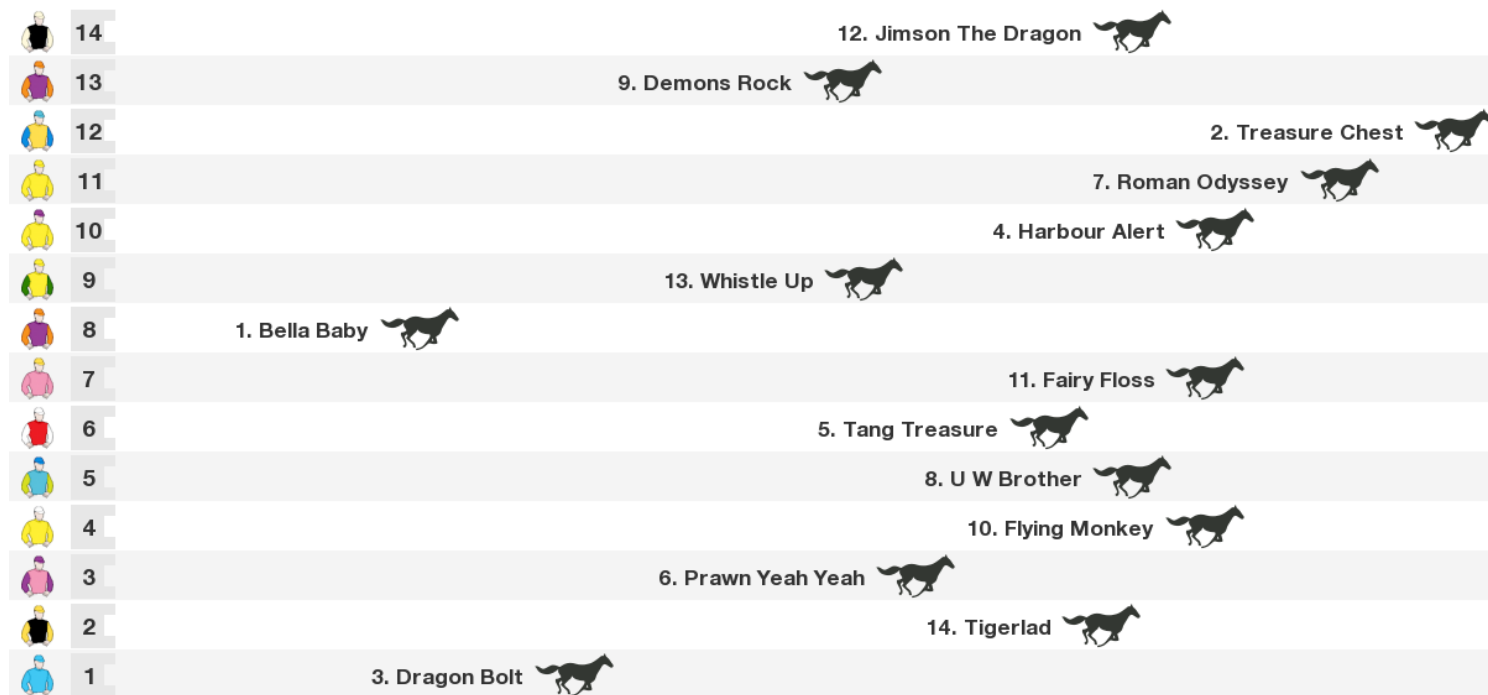 14 12. Jimson The Dragon
13 9. Demons Rock
12 2. Treasure Chest
11 7. Roman Odyssey
10 4. Harbour Alert
9 13. Whistle Up
8 1. Bella Baby
7 11. Fairy Floss
6 5. Tang Treasure
5 8. U W Brother
4 10. Flying Monkey
3 6. Prawn Yeah Yeah
2 14. Tigerlad
1 3. Dragon Bolt